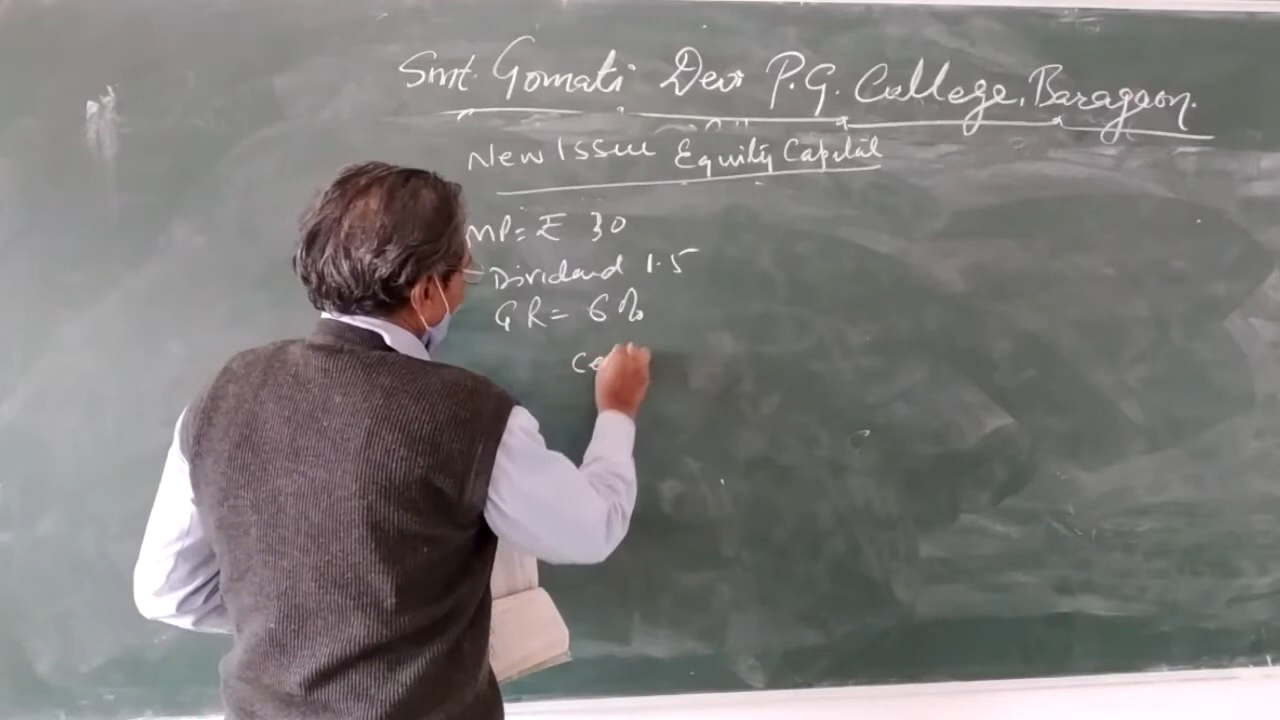 Smt. Gomati Devi P.G. College, Baragaon.
New Issue Equity Capital
MP = ₹ 30
Dividend 1.5
GR = 6%